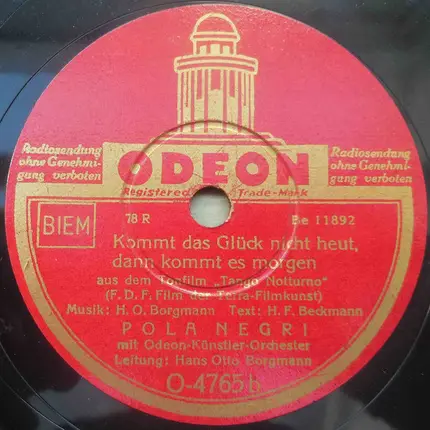 Radiosendung
ohne Genehmi-
gung verboten
Radiosendung
ohne Genehmi-
gung verboten
ODEON
Registered Trade-Mark
BIEM
78 R
Be 11892
Kommt das Glück nicht heut,
dann kommt es morgen
aus dem Tonfilm „Tango Notturno"
(F. D. F. Film der Terra-Filmkunst)
Musik: H. O. Borgmann Text: H. F. Beckmann
POLA NEGRI
mit Odeon-Künstler-Orchester
Leitung: Hans Otto Borgmann
O-4765 b